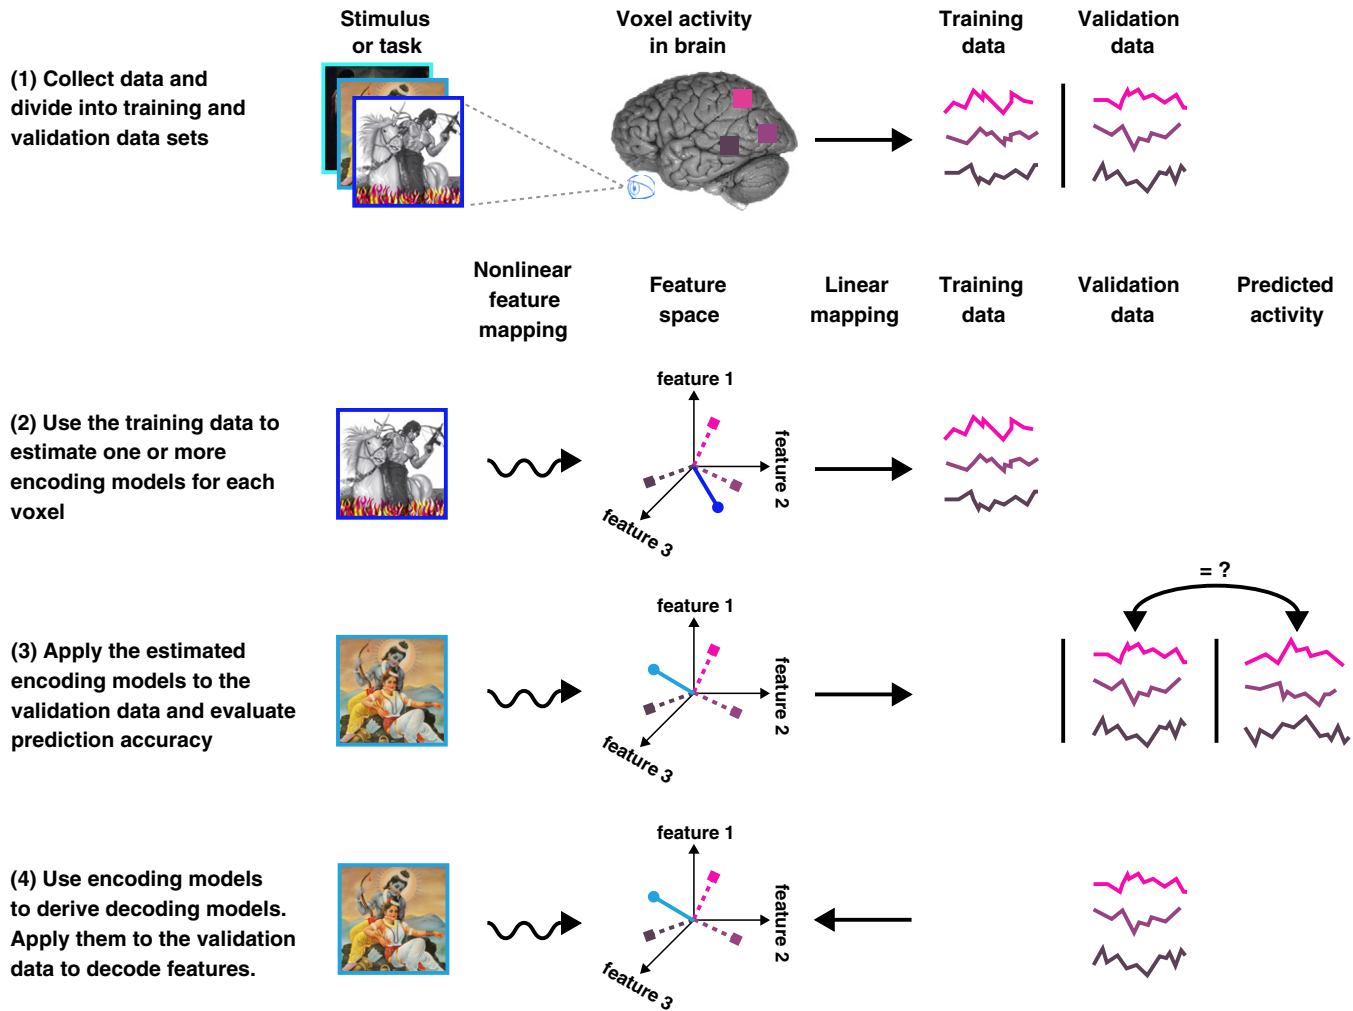 Stimulus
or task
Voxel activity
in brain
Training
data
Validation
data
(1) Collect data and
divide into training and
validation data sets
Nonlinear
feature
mapping
Feature
space
Linear
mapping
Training
data
Validation
data
Predicted
activity
(2) Use the training data to
estimate one or more
encoding models for each
voxel
feature 1
feature 2
feature 3
= ?
(3) Apply the estimated
encoding models to the
validation data and evaluate
prediction accuracy
feature 1
feature 2
feature 3
(4) Use encoding models
to derive decoding models.
Apply them to the validation
data to decode features.
feature 1
feature 2
feature 3